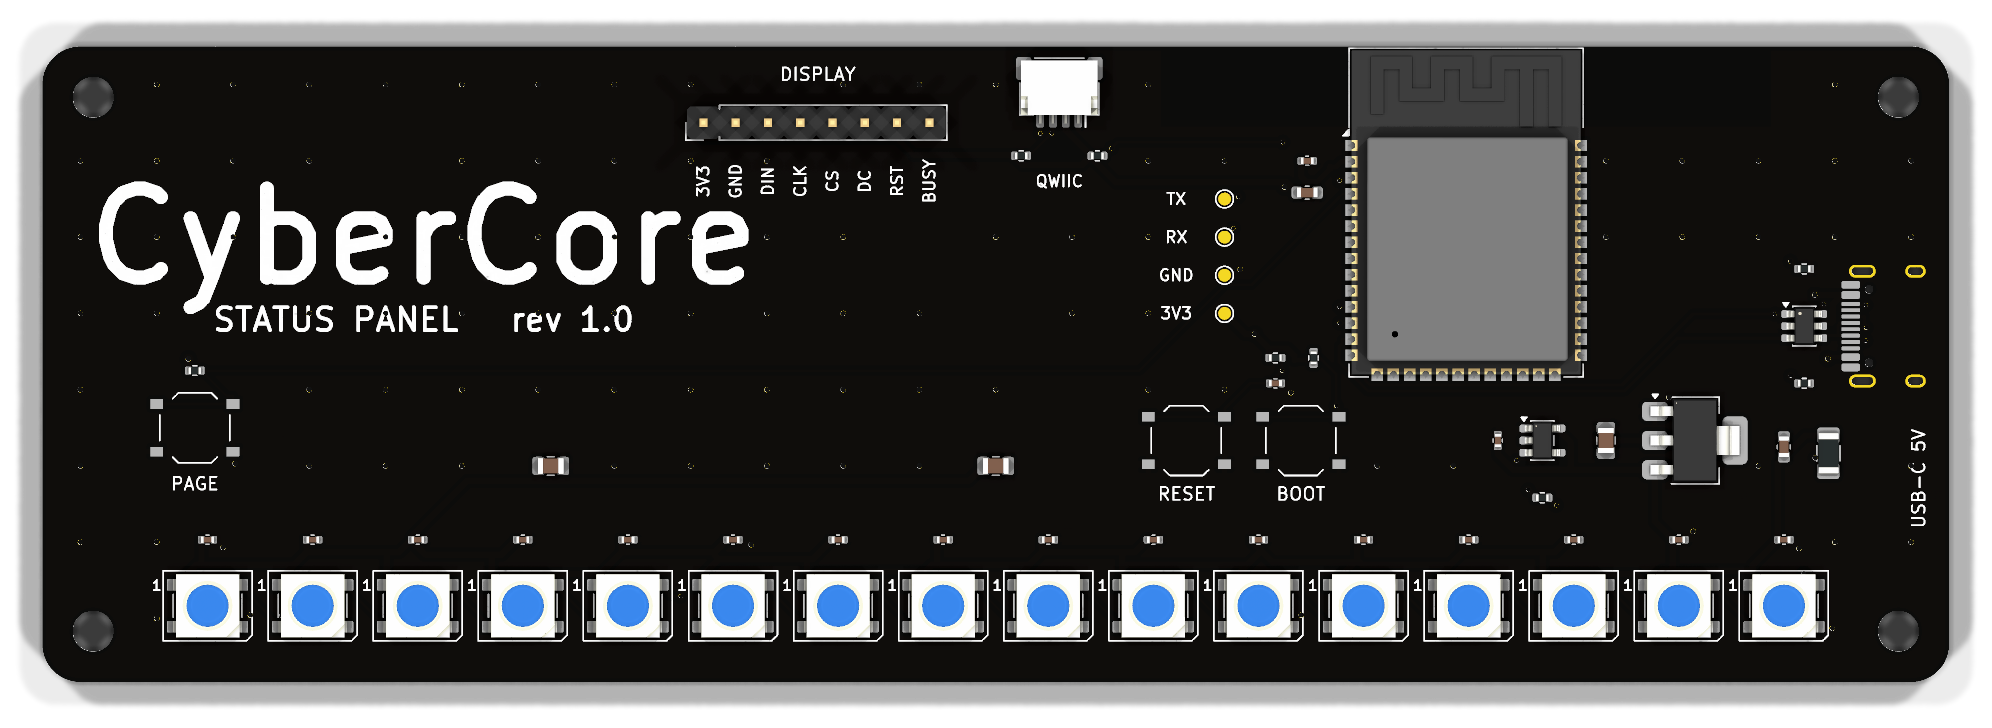 DISPLAY
3V3 GND DIN CLK CS DC RST BUSY
QWIIC
CyberCore
STATUS PANEL rev 1.0
TX
RX
GND
3V3
PAGE
RESET
BOOT
USB-C 5V
1 1 1 1 1 1 1 1 1 1 1 1 1 1 1 1